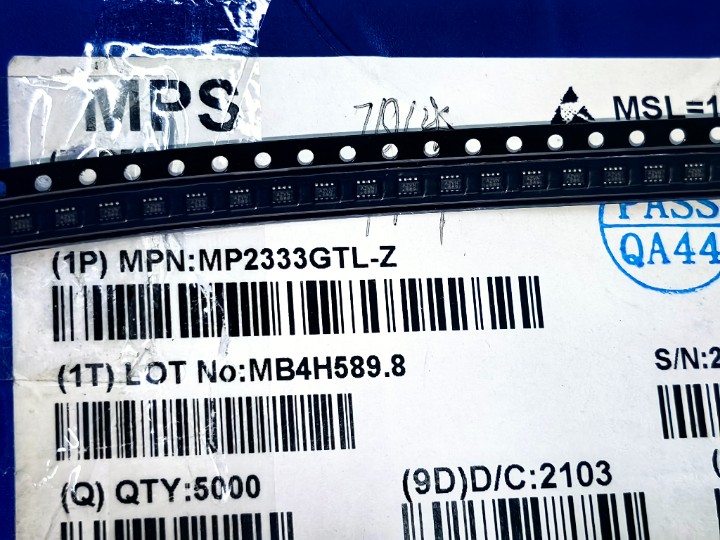 MPS
MSL=1
PASS
QA44
(1P) MPN:MP2333GTL-Z
(1T) LOT No:MB4H589.8
S/N:2
(Q) QTY:5000
(9D)D/C:2103